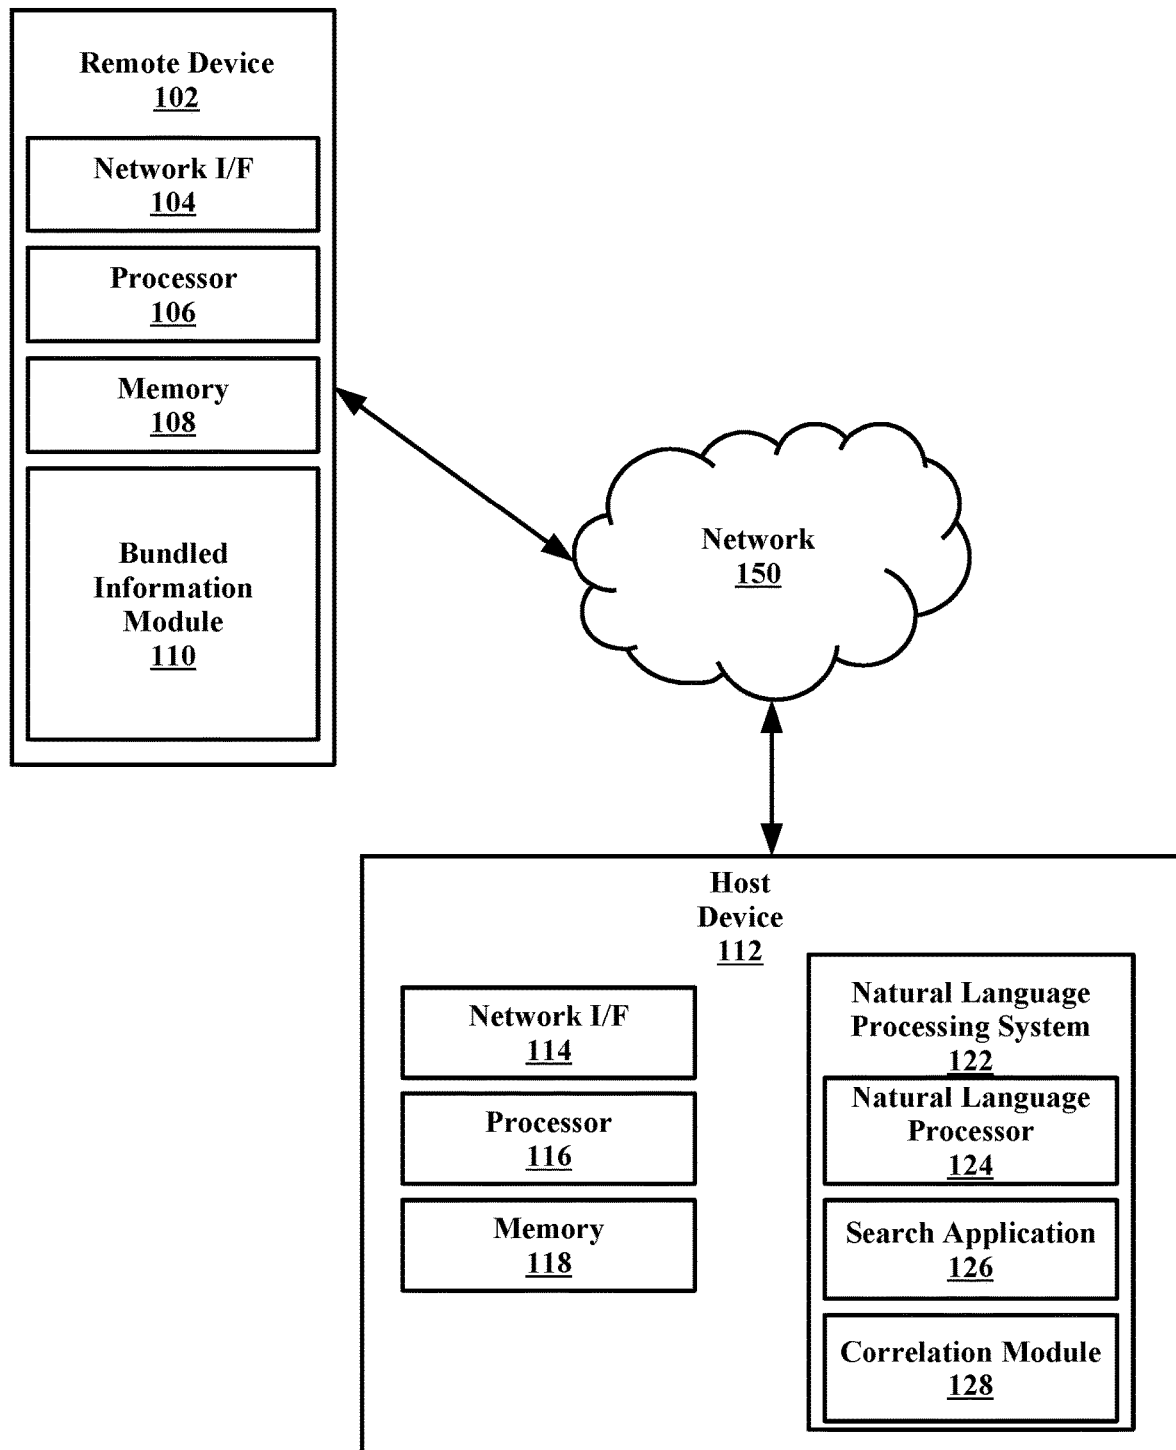 Remote Device
102
Network I/F
104
Processor
106
Memory
108
Bundled
Information
Module
110
Network
150
Host
Device
112
Network I/F
114
Processor
116
Memory
118
Natural Language
Processing System
122
Natural Language
Processor
124
Search Application
126
Correlation Module
128